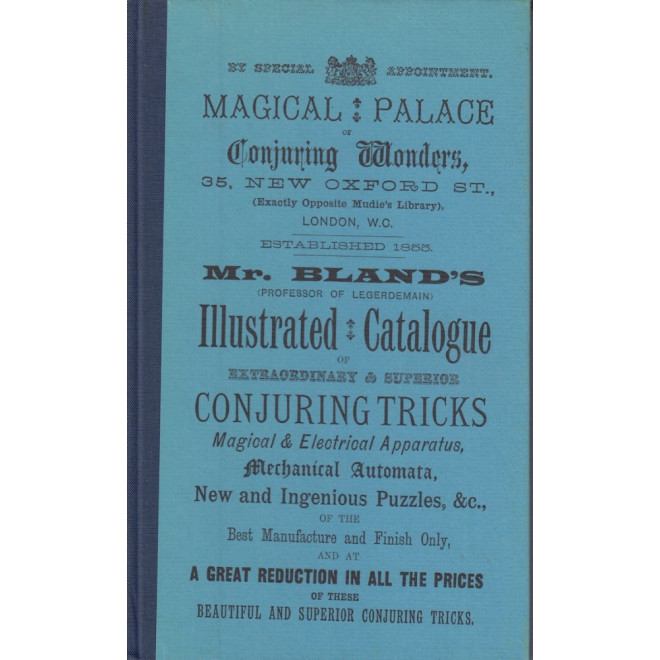 BY SPECIAL APPOINTMENT.
MAGICAL PALACE
OF
Conjuring Wonders,
35, NEW OXFORD ST.,
(Exactly Opposite Mudie's Library),
LONDON, W.C.
ESTABLISHED 1855.
Mr. BLAND'S
(PROFESSOR OF LEGERDEMAIN)
Illustrated Catalogue
OF
EXTRAORDINARY & SUPERIOR
CONJURING TRICKS
Magical & Electrical Apparatus,
Mechanical Automata,
New and Ingenious Puzzles, &c.,
OF THE
Best Manufacture and Finish Only,
AND AT
A GREAT REDUCTION IN ALL THE PRICES
OF THESE
BEAUTIFUL AND SUPERIOR CONJURING TRICKS.